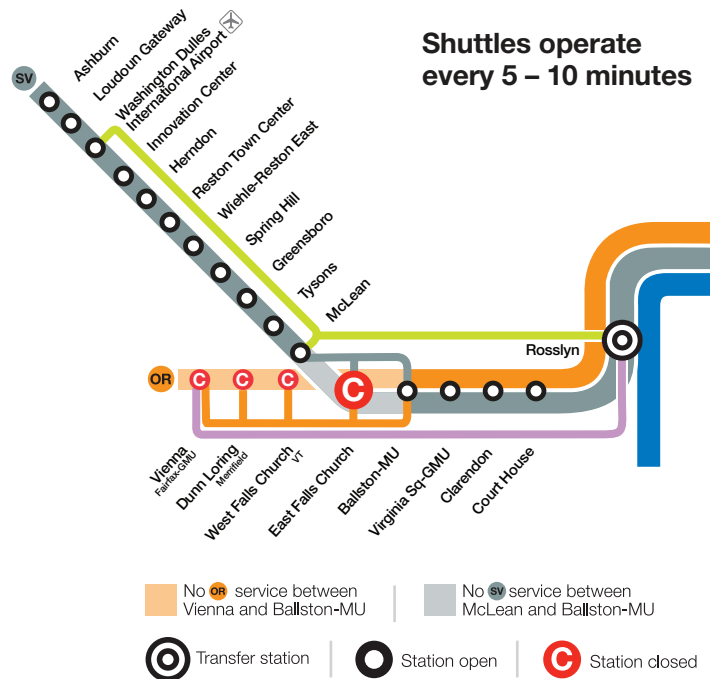 Shuttles operate
every 5 – 10 minutes
SV
Ashburn
Loudoun Gateway
Washington Dulles
International Airport
Innovation Center
Herndon
Reston Town Center
Wiehle-Reston East
Spring Hill
Greensboro
Tysons
McLean
Rosslyn
OR
C
C
C
C
Vienna
Fairfax-GMU
Dunn Loring
Merrifield
West Falls Church
VT
East Falls Church
Ballston-MU
Virginia Sq-GMU
Clarendon
Court House
No OR service between
Vienna and Ballston-MU
No SV service between
McLean and Ballston-MU
Transfer station
Station open
C Station closed